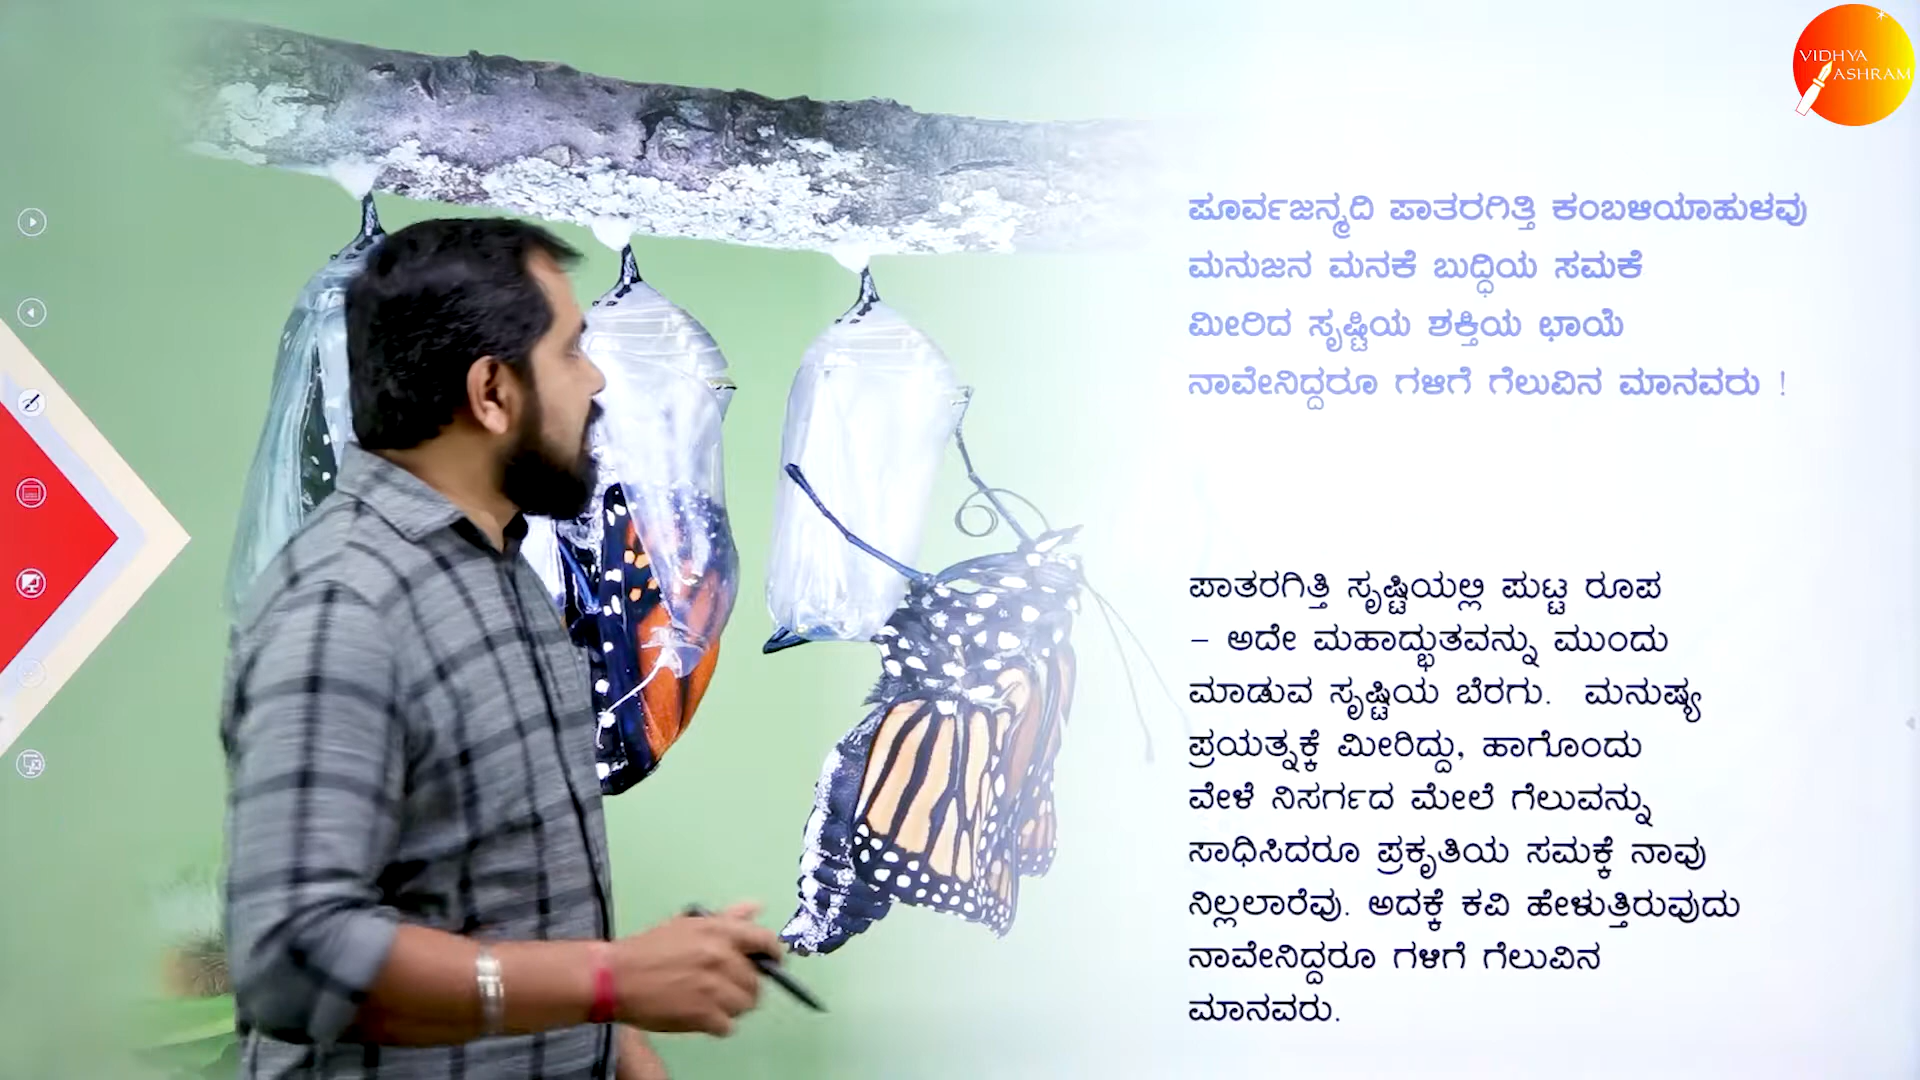 VIDHYA
ASHRAM
ಪೂರ್ವಜನ್ಮದಿ ಪಾತರಗಿತ್ತಿ ಕಂಬಳಿಯಾಹುಳವು
ಮನುಜನ ಮನಕೆ ಬುದ್ಧಿಯ ಸಮಕೆ
ಮೀರಿದ ಸೃಷ್ಟಿಯ ಶಕ್ತಿಯ ಛಾಯೆ
ನಾವೇನಿದ್ದರೂ ಗಳಿಗೆ ಗೆಲುವಿನ ಮಾನವರು !
ಪಾತರಗಿತ್ತಿ ಸೃಷ್ಟಿಯಲ್ಲಿ ಪುಟ್ಟ ರೂಪ
– ಅದೇ ಮಹಾದ್ಭುತವನ್ನು ಮುಂದು
ಮಾಡುವ ಸೃಷ್ಟಿಯ ಬೆರಗು. ಮನುಷ್ಯ
ಪ್ರಯತ್ನಕ್ಕೆ ಮೀರಿದ್ದು, ಹಾಗೊಂದು
ವೇಳೆ ನಿಸರ್ಗದ ಮೇಲೆ ಗೆಲುವನ್ನು
ಸಾಧಿಸಿದರೂ ಪ್ರಕೃತಿಯ ಸಮಕ್ಕೆ ನಾವು
ನಿಲ್ಲಲಾರೆವು. ಅದಕ್ಕೆ ಕವಿ ಹೇಳುತ್ತಿರುವುದು
ನಾವೇನಿದ್ದರೂ ಗಳಿಗೆ ಗೆಲುವಿನ
ಮಾನವರು.